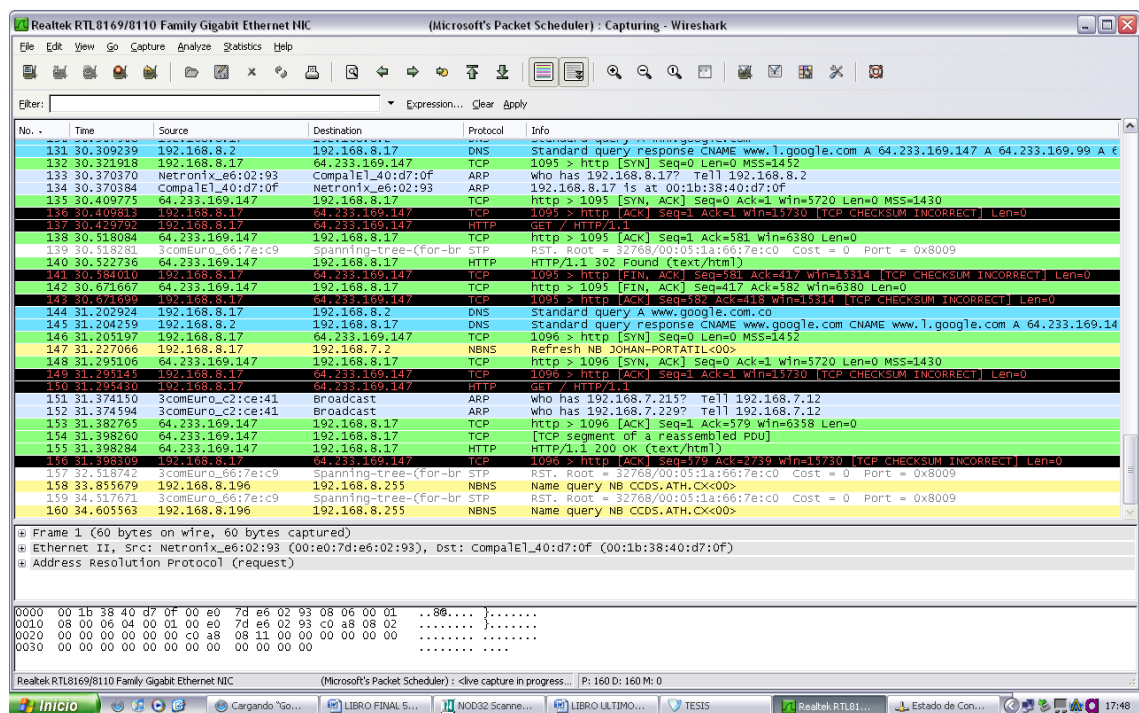 Realtek RTL8169/8110 Family Gigabit Ethernet NIC (Microsoft's Packet Scheduler) : Capturing - Wireshark
File Edit View Go Capture Analyze Statistics Help
Filter: Expression... Clear Apply
No. . Time Source Destination Protocol Info
131 30.309239 192.168.8.2 192.168.8.17 DNS Standard query response CNAME www.l.google.com A 64.233.169.147 A 64.233.169.99 A 6
132 30.321918 192.168.8.17 64.233.169.147 TCP 1095 > http [SYN] Seq=0 Len=0 MSS=1452
133 30.370370 Netronix_e6:02:93 CompalEl_40:d7:0f ARP who has 192.168.8.17? Tell 192.168.8.2
134 30.370384 CompalEl_40:d7:0f Netronix_e6:02:93 ARP 192.168.8.17 is at 00:1b:38:40:d7:0f
135 30.409775 64.233.169.147 192.168.8.17 TCP http > 1095 [SYN, ACK] Seq=0 Ack=1 Win=5720 Len=0 MSS=1430
136 30.409813 192.168.8.17 64.233.169.147 TCP 1095 > http [ACK] Seq=1 Ack=1 Win=15730 [TCP CHECKSUM INCORRECT] Len=0
137 30.429792 192.168.8.17 64.233.169.147 HTTP GET / HTTP/1.1
138 30.518084 64.233.169.147 192.168.8.17 TCP http > 1095 [ACK] Seq=1 Ack=581 Win=6380 Len=0
139 30.518281 3comEuro_66:7e:c9 Spanning-tree-(for-br STP RST. Root = 32768/00:05:1a:66:7e:c0 Cost = 0 Port = 0x8009
140 30.522736 64.233.169.147 192.168.8.17 HTTP HTTP/1.1 302 Found (text/html)
141 30.584010 192.168.8.17 64.233.169.147 TCP 1095 > http [FIN, ACK] Seq=581 Ack=417 Win=15314 [TCP CHECKSUM INCORRECT] Len=0
142 30.671667 64.233.169.147 192.168.8.17 TCP http > 1095 [FIN, ACK] Seq=417 Ack=582 Win=6380 Len=0
143 30.671699 192.168.8.17 64.233.169.147 TCP 1095 > http [ACK] Seq=582 Ack=418 Win=15314 [TCP CHECKSUM INCORRECT] Len=0
144 31.202924 192.168.8.17 192.168.8.2 DNS Standard query A www.google.com.co
145 31.204259 192.168.8.2 192.168.8.17 DNS Standard query response CNAME www.google.com CNAME www.l.google.com A 64.233.169.14
146 31.205197 192.168.8.17 64.233.169.147 TCP 1096 > http [SYN] Seq=0 Len=0 MSS=1452
147 31.227066 192.168.8.17 192.168.7.2 NBNS Refresh NB JOHAN-PORTATIL<00>
148 31.295106 64.233.169.147 192.168.8.17 TCP http > 1096 [SYN, ACK] Seq=0 Ack=1 Win=5720 Len=0 MSS=1430
149 31.295145 192.168.8.17 64.233.169.147 TCP 1096 > http [ACK] Seq=1 Ack=1 Win=15730 [TCP CHECKSUM INCORRECT] Len=0
150 31.295430 192.168.8.17 64.233.169.147 HTTP GET / HTTP/1.1
151 31.374150 3comEuro_c2:ce:41 Broadcast ARP who has 192.168.7.215? Tell 192.168.7.12
152 31.374594 3comEuro_c2:ce:41 Broadcast ARP who has 192.168.7.229? Tell 192.168.7.12
153 31.382765 64.233.169.147 192.168.8.17 TCP http > 1096 [ACK] Seq=1 Ack=579 Win=6358 Len=0
154 31.398260 64.233.169.147 192.168.8.17 TCP [TCP segment of a reassembled PDU]
155 31.398284 64.233.169.147 192.168.8.17 HTTP HTTP/1.1 200 OK (text/html)
156 31.398309 192.168.8.17 64.233.169.147 TCP 1096 > http [ACK] Seq=579 Ack=2739 Win=15730 [TCP CHECKSUM INCORRECT] Len=0
157 32.518742 3comEuro_66:7e:c9 Spanning-tree-(for-br STP RST. Root = 32768/00:05:1a:66:7e:c0 Cost = 0 Port = 0x8009
158 33.855679 192.168.8.196 192.168.8.255 NBNS Name query NB CCDS.ATH.CX<00>
159 34.517671 3comEuro_66:7e:c9 Spanning-tree-(for-br STP RST. Root = 32768/00:05:1a:66:7e:c0 Cost = 0 Port = 0x8009
160 34.605563 192.168.8.196 192.168.8.255 NBNS Name query NB CCDS.ATH.CX<00>
Frame 1 (60 bytes on wire, 60 bytes captured)
Ethernet II, Src: Netronix_e6:02:93 (00:e0:7d:e6:02:93), Dst: CompalEl_40:d7:0f (00:1b:38:40:d7:0f)
Address Resolution Protocol (request)
0000 00 1b 38 40 d7 0f 00 e0 7d e6 02 93 08 06 00 01 ..8@.... }.......
0010 08 00 06 04 00 01 00 e0 7d e6 02 93 c0 a8 08 02 ........ }.......
0020 00 00 00 00 00 00 c0 a8 08 11 00 00 00 00 00 00 ........ ........
0030 00 00 00 00 00 00 00 00 00 00 00 00 ........ ....
Realtek RTL8169/8110 Family Gigabit Ethernet NIC (Microsoft's Packet Scheduler) : <live capture in progress... P: 160 D: 160 M: 0
Inicio Cargando "Go... LIBRO FINAL 5... NOD32 Scanne... LIBRO ULTIMO... TESIS Realtek RTL81... Estado de Con... 17:48